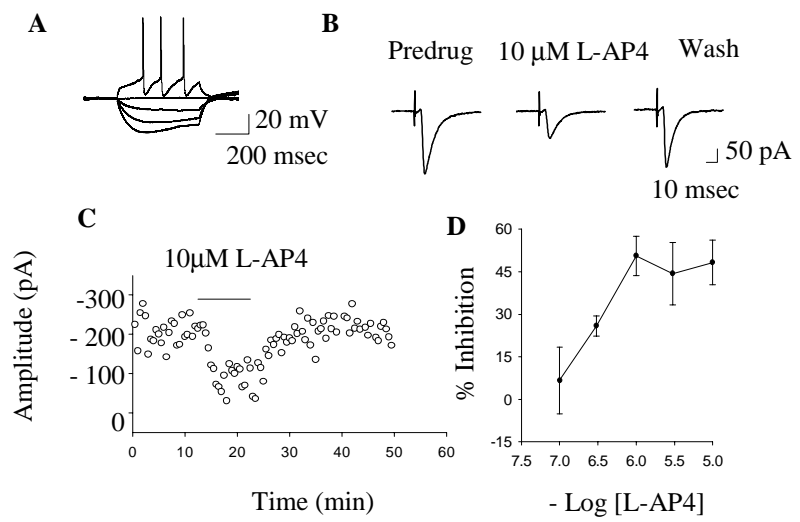 A
20 mV
200 msec
B
Predrug 10 μM L-AP4 Wash
50 pA
10 msec
C
10μM L-AP4
Amplitude (pA)
-300
- 200
- 100
0
0 10 20 30 40 50 60
Time (min)
D
% Inhibition
60
45
30
15
0
-15
7.5 7.0 6.5 6.0 5.5 5.0
- Log [L-AP4]